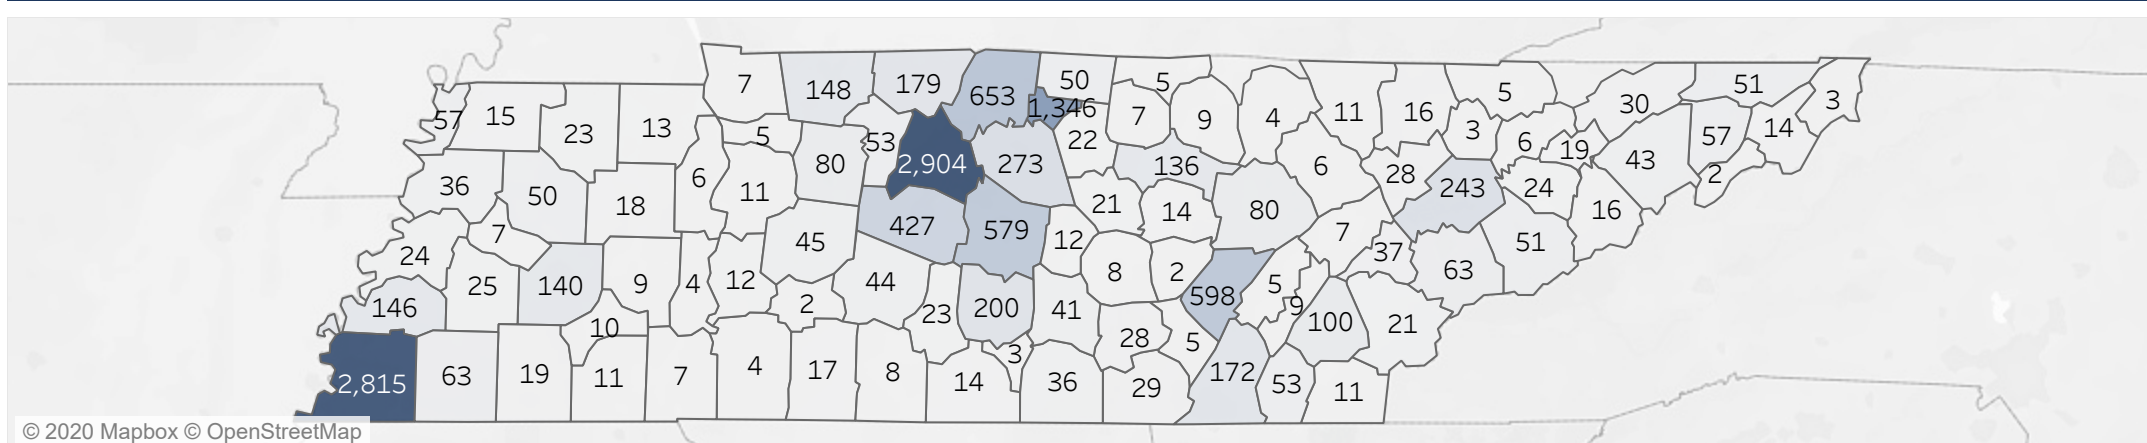 7 148 179 653 50 5 11 16 5 30 51 3
57 15 23 13 5 53 1,346 7 9 4 3 6 19 57 14
22
36 50 18 6 11 80 2,904 273 136 6 28 243 24 43 2
7 45 427 579 21 14 80 16
24 12 7 37 51
146 25 140 9 4 12 2 44 8 2 598 5 63
10 23 200 41 9 100 21
28 5
2,815 63 19 11 7 4 17 8 14 3 36 29 172 53 11
© 2020 Mapbox © OpenStreetMap